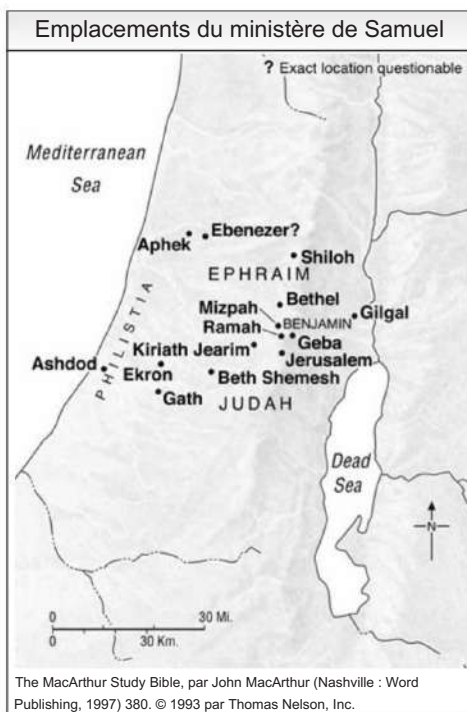 Emplacements du ministère de Samuel
? Exact location questionable
Mediterranean
Sea
Aphek
Ebenezer?
Shiloh
EPHRAIM
Bethel
Mizpah
BENJAMIN
Gilgal
Ramah
Geba
PHILISTIA
Kiriath Jearim
Jerusalem
Ashdod
Ekron
Beth Shemesh
Gath
JUDAH
Dead
Sea
N
0 30 Mi.
0 30 Km.
The MacArthur Study Bible, par John MacArthur (Nashville : Word
Publishing, 1997) 380. © 1993 par Thomas Nelson, Inc.